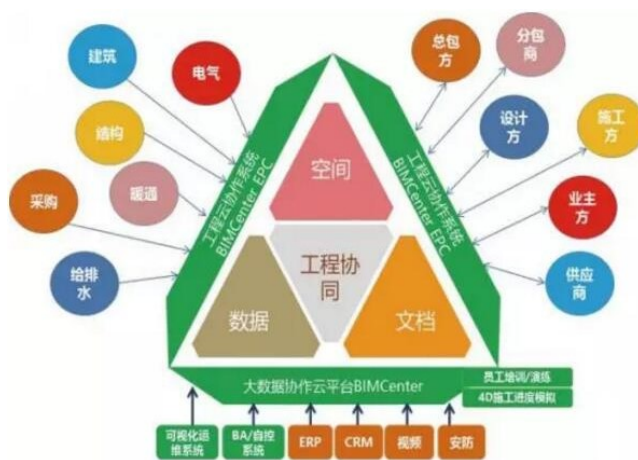 建筑
电气
结构
暖通
采购
给排
水
总包
方
分包
商
设计
方
施工
方
业主
方
供应
商
工程云协作系统
BIMCenter EPC
工程云协作系统
BIMCenter EPC
空间
工程协
同
数据
文档
大数据协作云平台BIMCenter
员工培训/演练
4D施工进度模拟
可视化运
维系统
BA/自控
系统
ERP
CRM
视频
安防